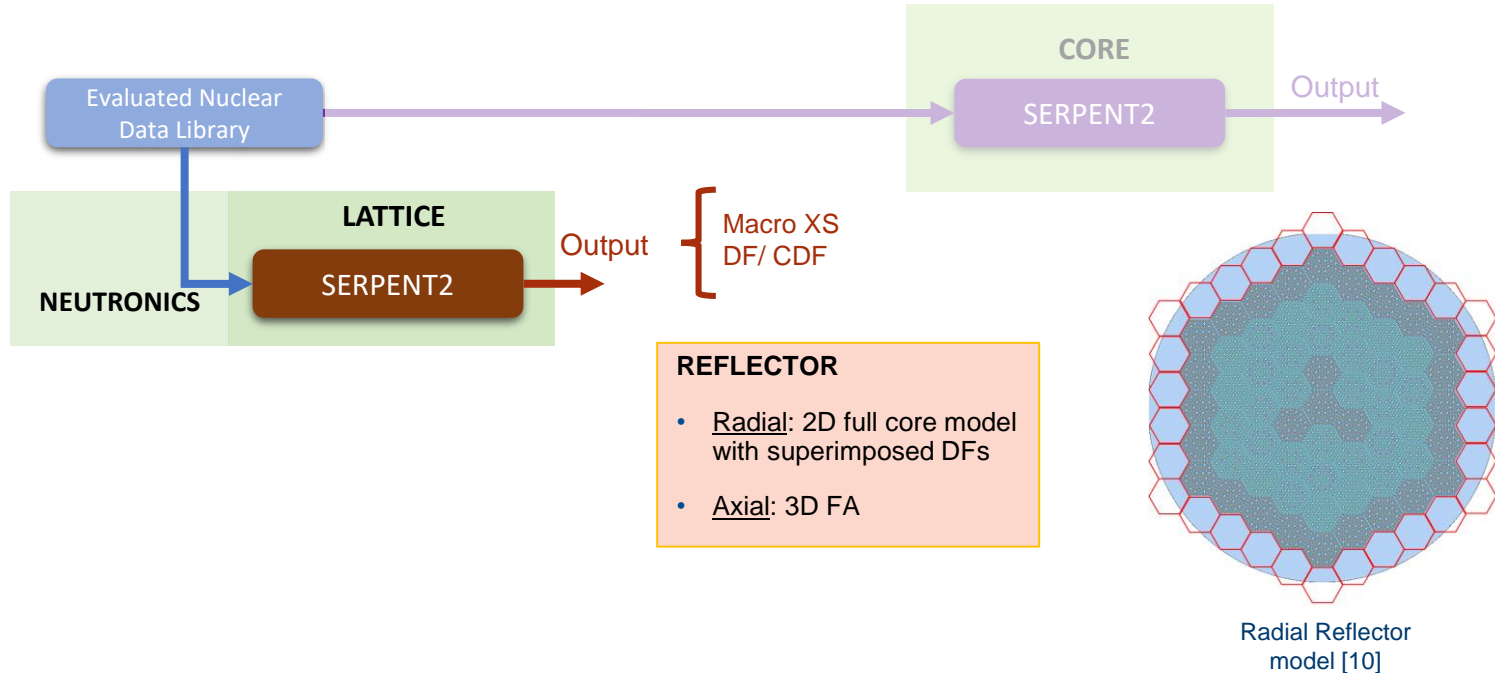 CORE
Evaluated Nuclear
Data Library
SERPENT2
Output
LATTICE
NEUTRONICS
SERPENT2
Output
Macro XS
DF/ CDF
REFLECTOR
• Radial: 2D full core model
with superimposed DFs
• Axial: 3D FA
Radial Reflector
model [10]